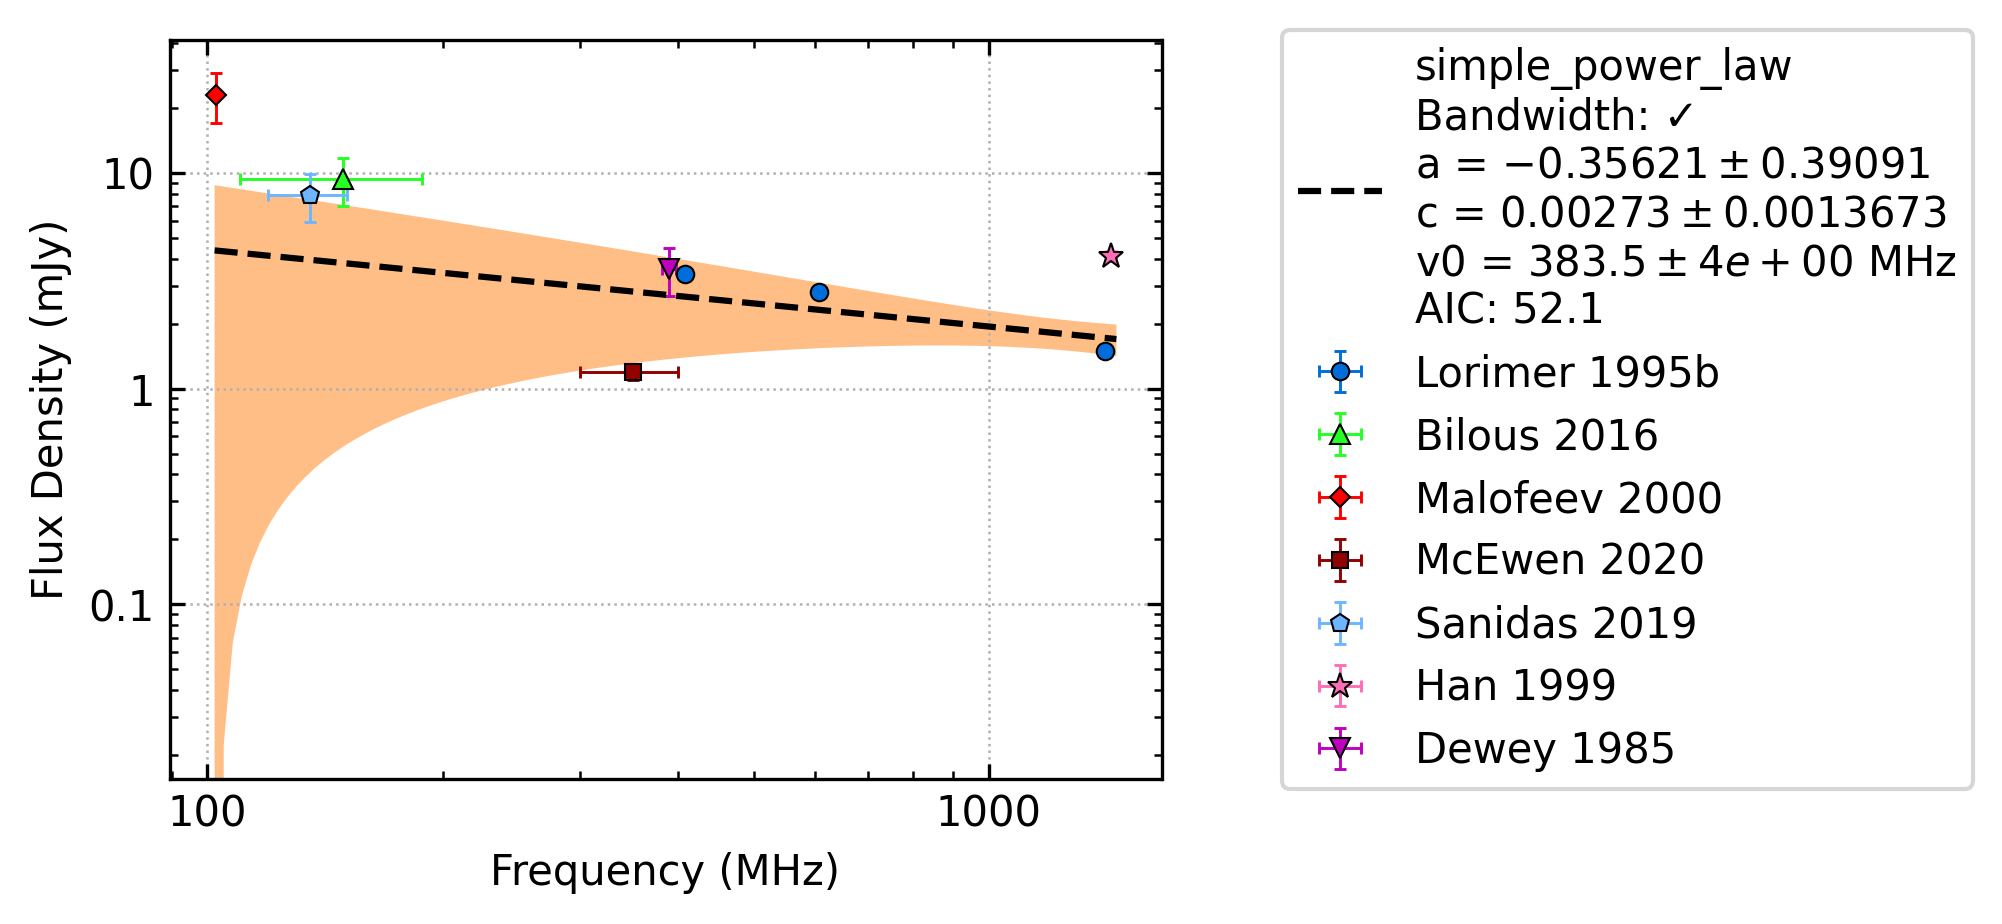 10
1
0.1
100
1000
Flux Density (mJy)
Frequency (MHz)
simple_power_law
Bandwidth: ✓
a = −0.35621 ± 0.39091
c = 0.00273 ± 0.0013673
v0 = 383.5 ± 4e + 00 MHz
AIC: 52.1
Lorimer 1995b
Bilous 2016
Malofeev 2000
McEwen 2020
Sanidas 2019
Han 1999
Dewey 1985